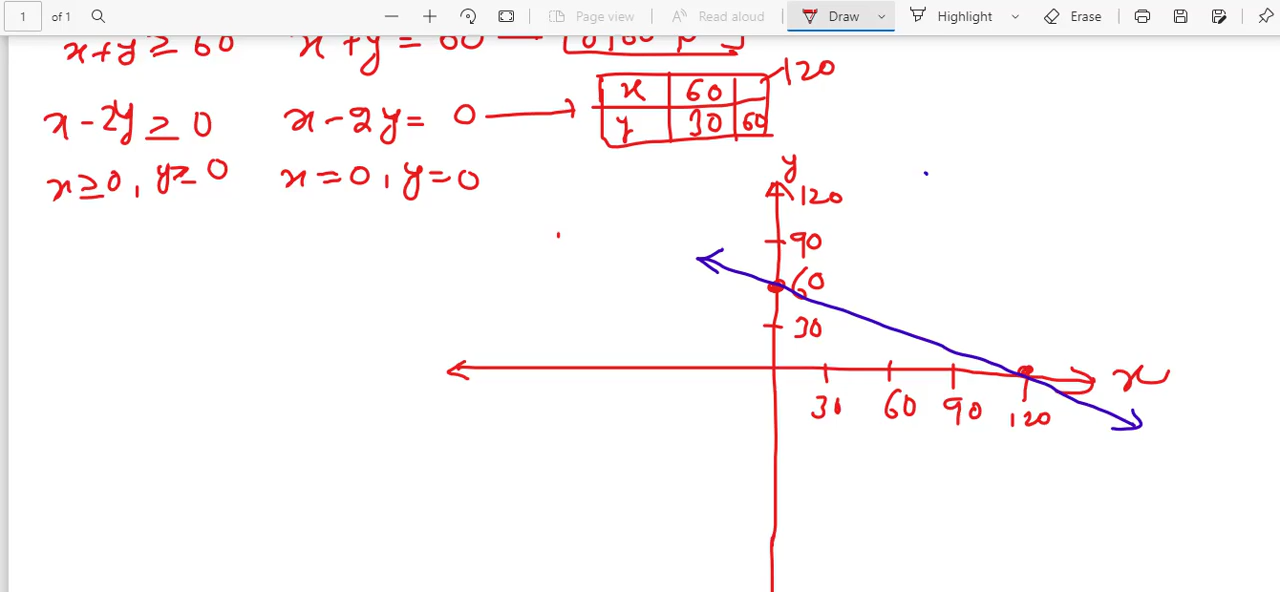 1 of 1 Page view Read aloud Draw Highlight Erase
x+y ≥ 60 x+y = 60
x 60 120
x-2y ≥ 0 x-2y= 0 y 30 60
x≥0, y≥0 x=0, y=0
y
120
90
60
30
x
30 60 90 120